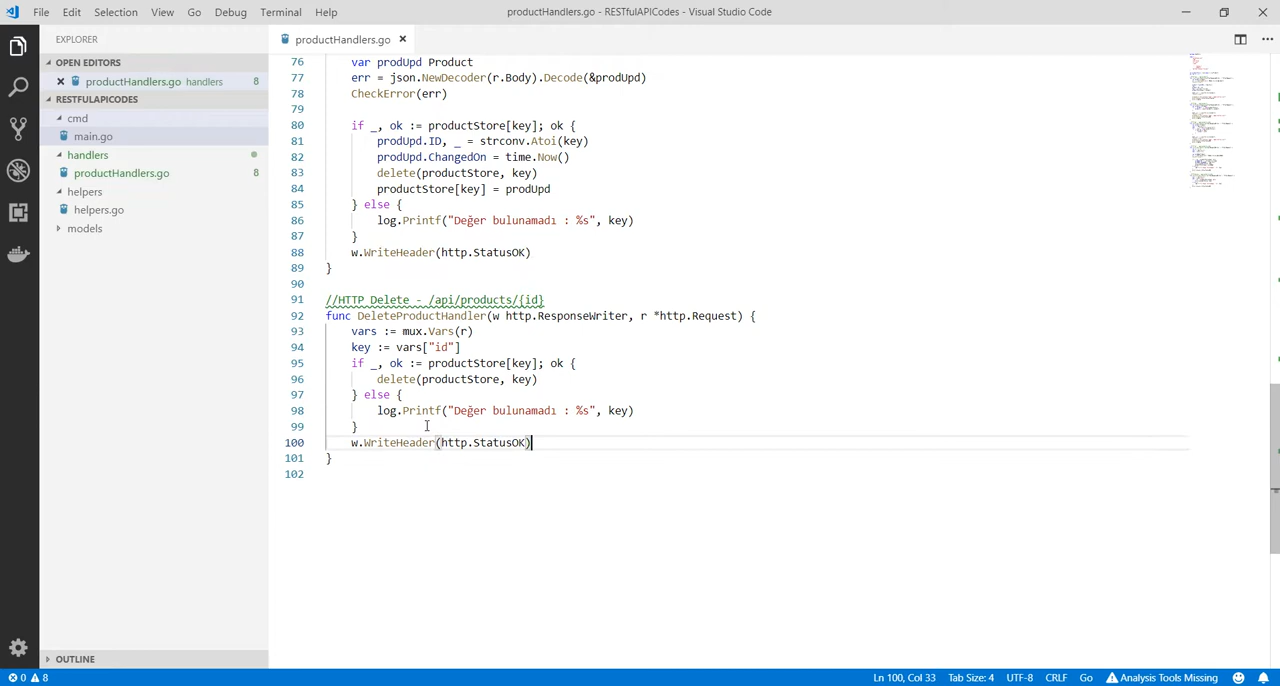 File Edit Selection View Go Debug Terminal Help productHandlers.go - RESTfulAPICodes - Visual Studio Code
EXPLORER
OPEN EDITORS
productHandlers.go handlers 8
RESTFULAPICODES
cmd
main.go
handlers
productHandlers.go 8
helpers
helpers.go
models
OUTLINE
productHandlers.go
76 var prodUpd Product
77 err = json.NewDecoder(r.Body).Decode(&prodUpd)
78 CheckError(err)
79
80 if _, ok := productStore[key]; ok {
81 prodUpd.ID, _ = strconv.Atoi(key)
82 prodUpd.ChangedOn = time.Now()
83 delete(productStore, key)
84 productStore[key] = prodUpd
85 } else {
86 log.Printf("Değer bulunamadı : %s", key)
87 }
88 w.WriteHeader(http.StatusOK)
89 }
90
91 //HTTP Delete - /api/products/{id}
92 func DeleteProductHandler(w http.ResponseWriter, r *http.Request) {
93 vars := mux.Vars(r)
94 key := vars["id"]
95 if _, ok := productStore[key]; ok {
96 delete(productStore, key)
97 } else {
98 log.Printf("Değer bulunamadı : %s", key)
99 }
100 w.WriteHeader(http.StatusOK)
101 }
102
0 8 Ln 100, Col 33 Tab Size: 4 UTF-8 CRLF Go Analysis Tools Missing